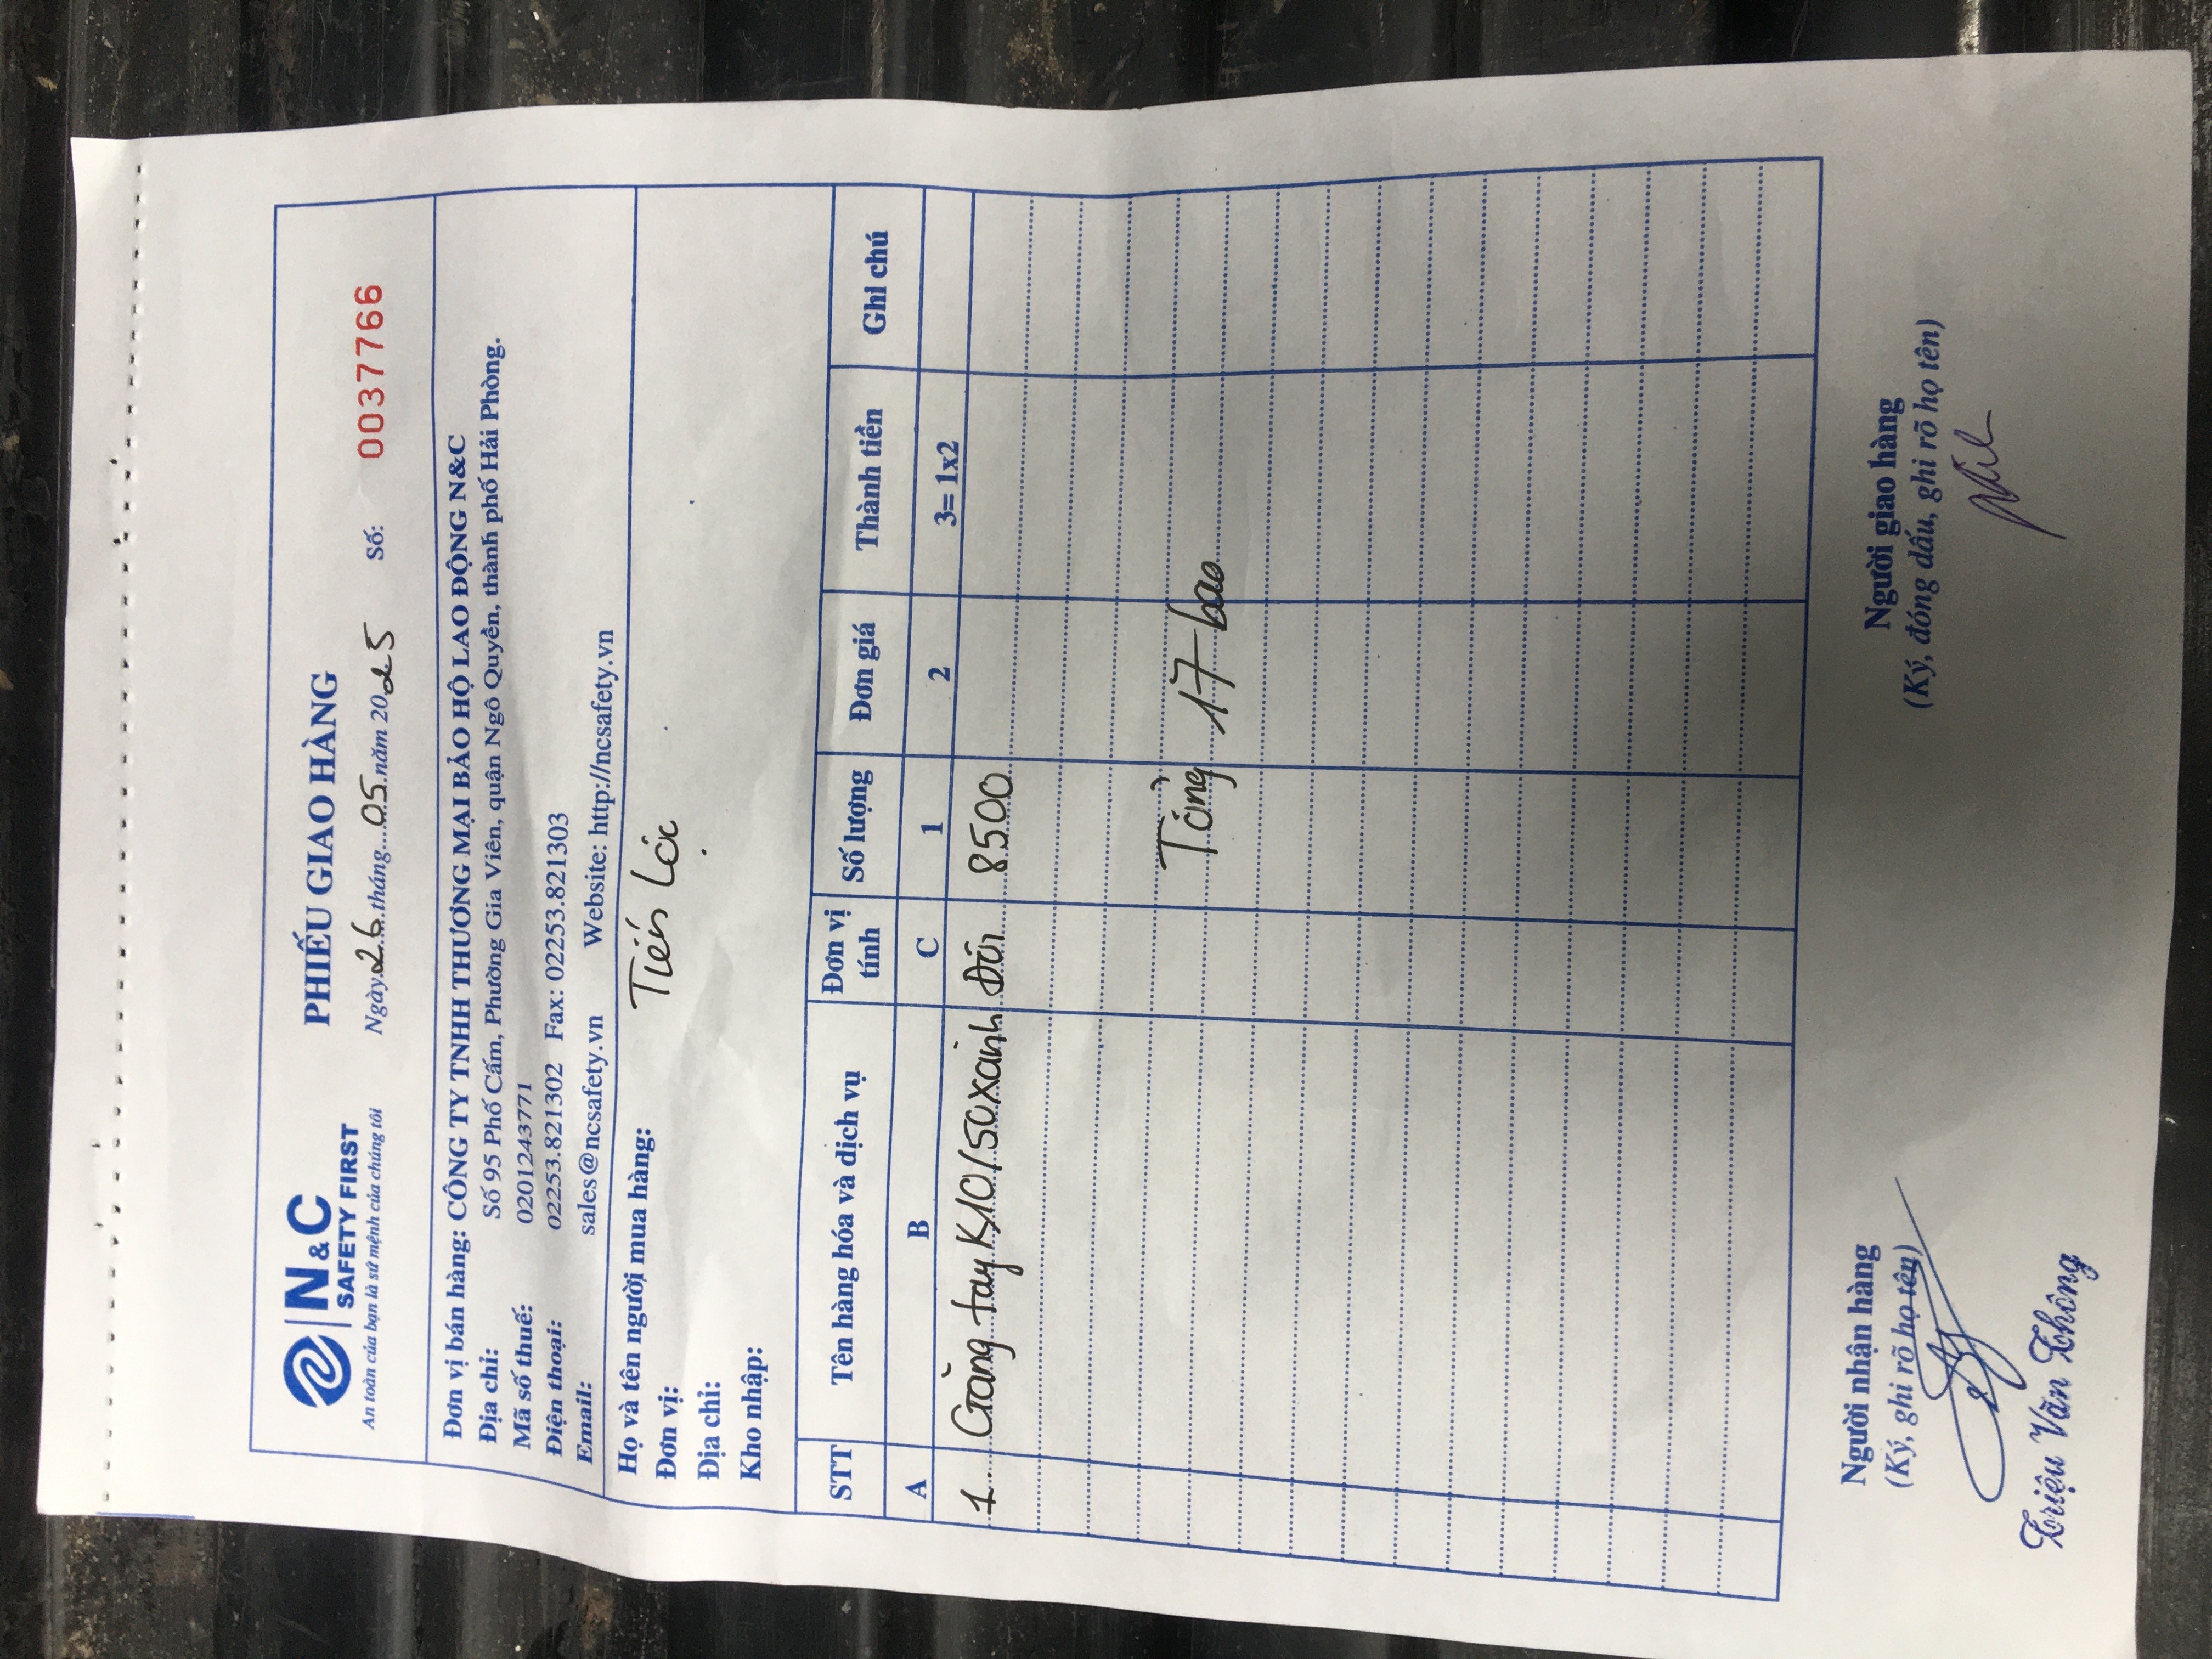 N&C
SAFETY FIRST
An toàn của bạn là sứ mệnh của chúng tôi
PHIẾU GIAO HÀNG
Ngày 26 tháng 05 năm 2025 Số: 0037766
Đơn vị bán hàng: CÔNG TY TNHH THƯƠNG MẠI BẢO HỘ LAO ĐỘNG N&C
Địa chỉ: Số 95 Phố Cấm, Phường Gia Viên, quận Ngô Quyền, thành phố Hải Phòng.
Mã số thuế: 0201243771
Điện thoại: 02253.821302 Fax: 02253.821303
Email: sales@ncsafety.vn Website: http://ncsafety.vn
Họ và tên người mua hàng: Tiến Lộc
Đơn vị:
Địa chỉ:
Kho nhập:
STT Tên hàng hóa và dịch vụ Đơn vị tính Số lượng Đơn giá Thành tiền Ghi chú
A B C 1 2 3= 1x2
1 Găng tay K10/50 xanh Đôi 8500
Tổng 17 bao
Người nhận hàng Người giao hàng
(Ký, ghi rõ họ tên) (Ký, đóng dấu, ghi rõ họ tên)
Triệu Văn Thông